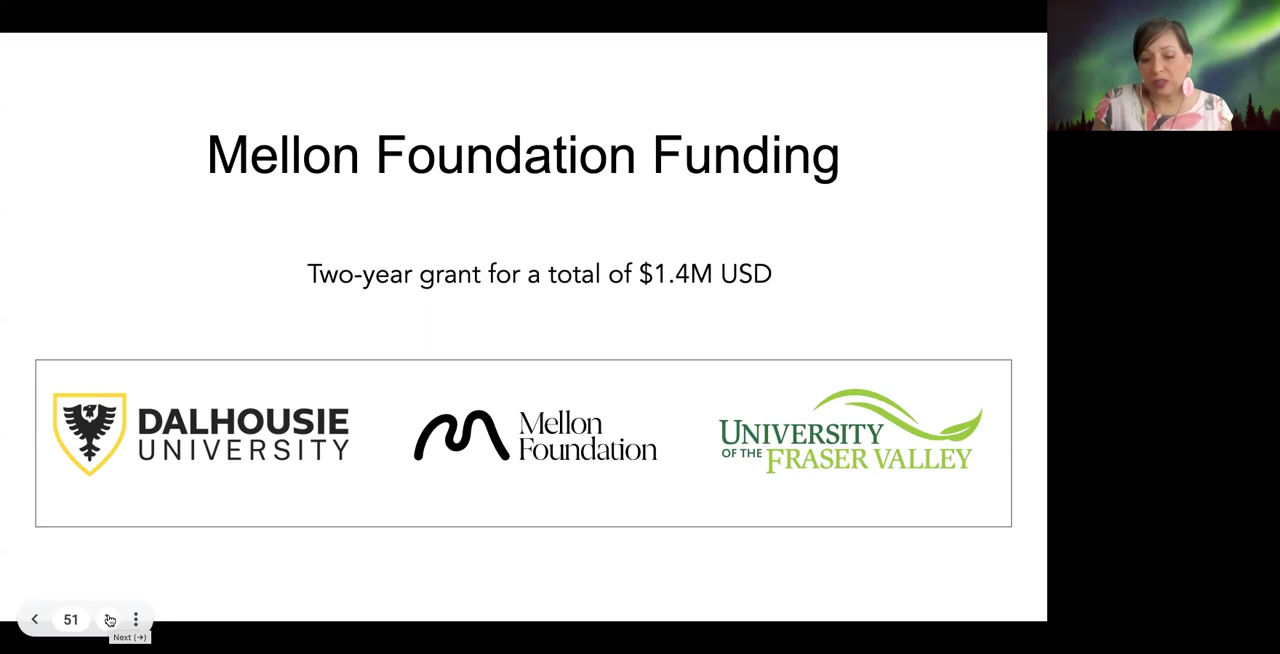 Mellon Foundation Funding
Two-year grant for a total of $1.4M USD
DALHOUSIE
UNIVERSITY
Mellon
Foundation
UNIVERSITY
OF THE FRASER VALLEY
51
Next (→)